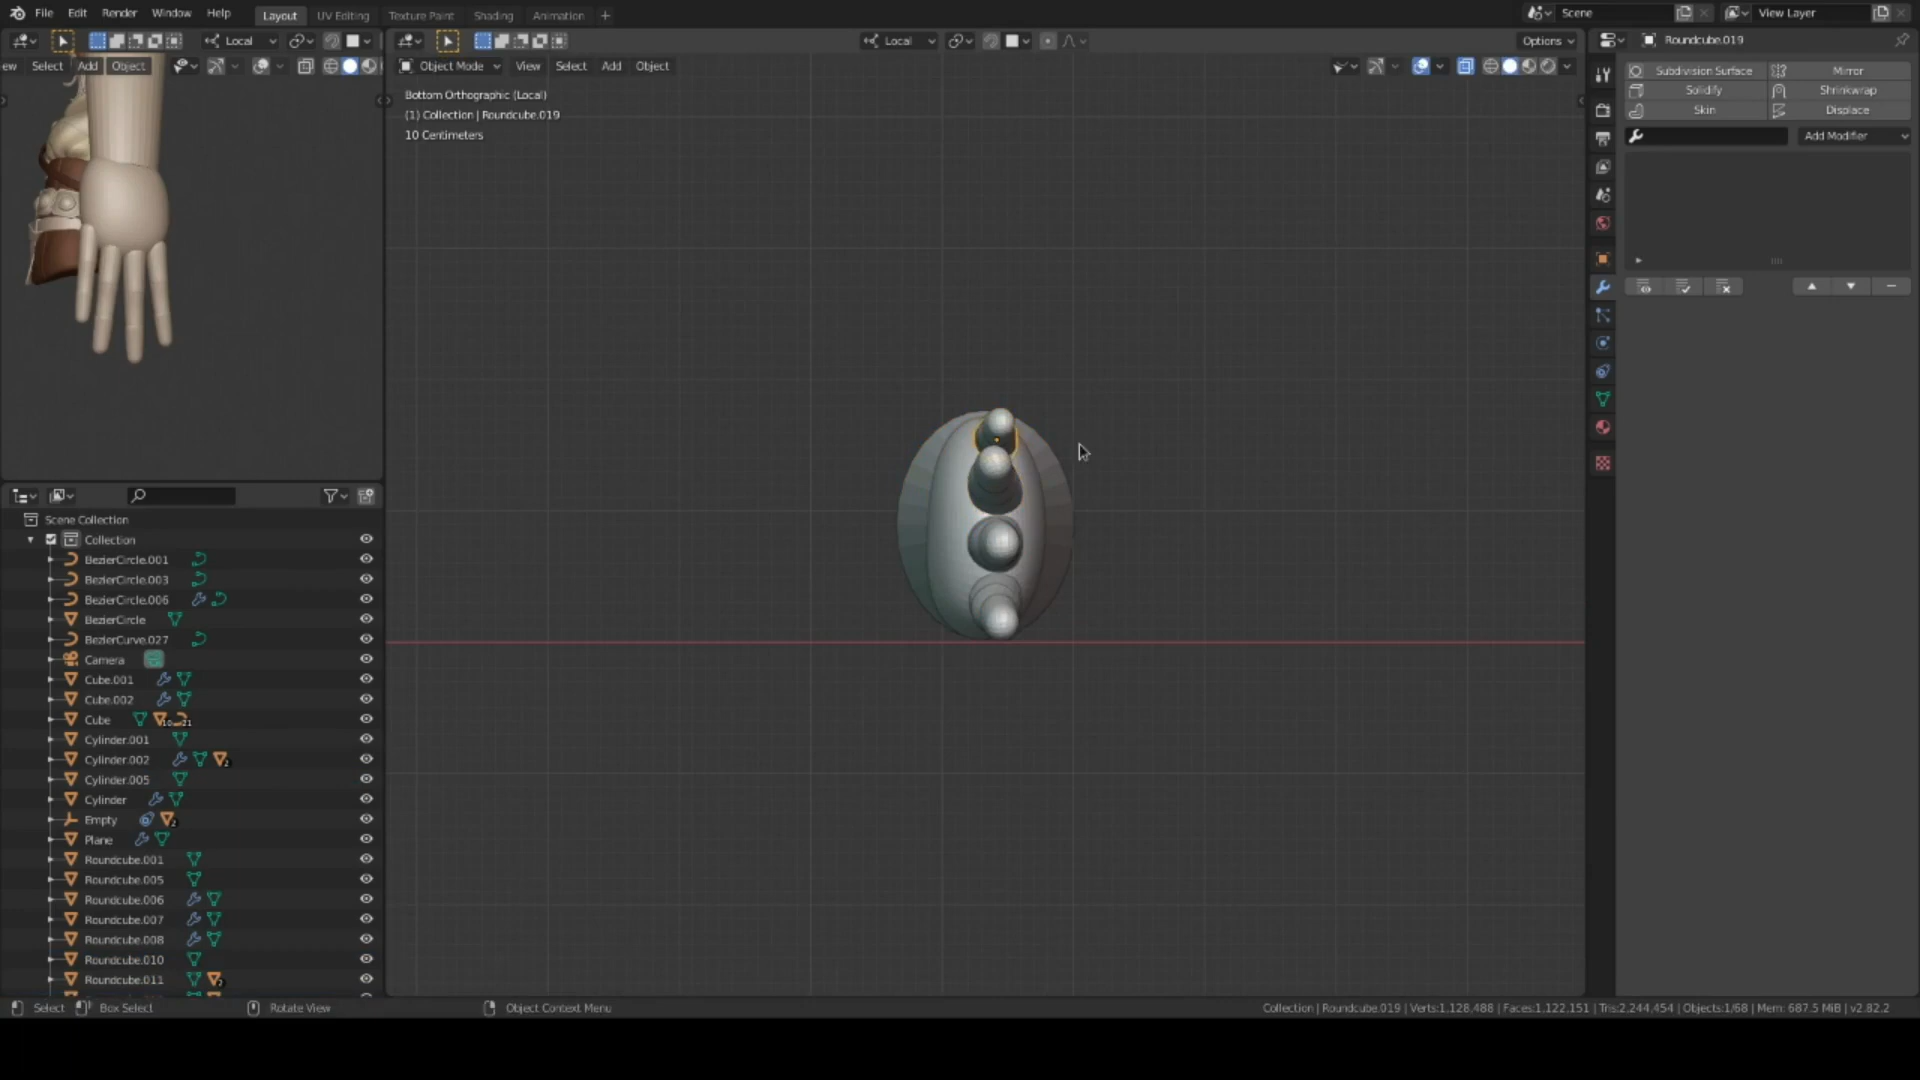 File Edit Render Window Help Layout UV Editing Texture Paint Shading Animation + Scene View Layer
Local Local Options Roundcube.019
ew Select Add Object Object Mode View Select Add Object
Subdivision Surface Mirror
Solidify Shrinkwrap
Skin Displace
Add Modifier
Bottom Orthographic (Local)
(1) Collection | Roundcube.019
10 Centimeters
Scene Collection
Collection
BezierCircle.001
BezierCircle.003
BezierCircle.006
BezierCircle
BezierCurve.027
Camera
Cube.001
Cube.002
Cube
Cylinder.001
Cylinder.002 2
Cylinder.005
Cylinder
Empty 2
Plane
Roundcube.001
Roundcube.005
Roundcube.006
Roundcube.007
Roundcube.008
Roundcube.010
Roundcube.011
Select Box Select Rotate View Object Context Menu Collection | Roundcube.019 | Verts:1,128,488 | Faces:1,122,151 | Tris:2,244,454 | Objects:1/68 | Mem: 687.5 MiB | v2.82.2